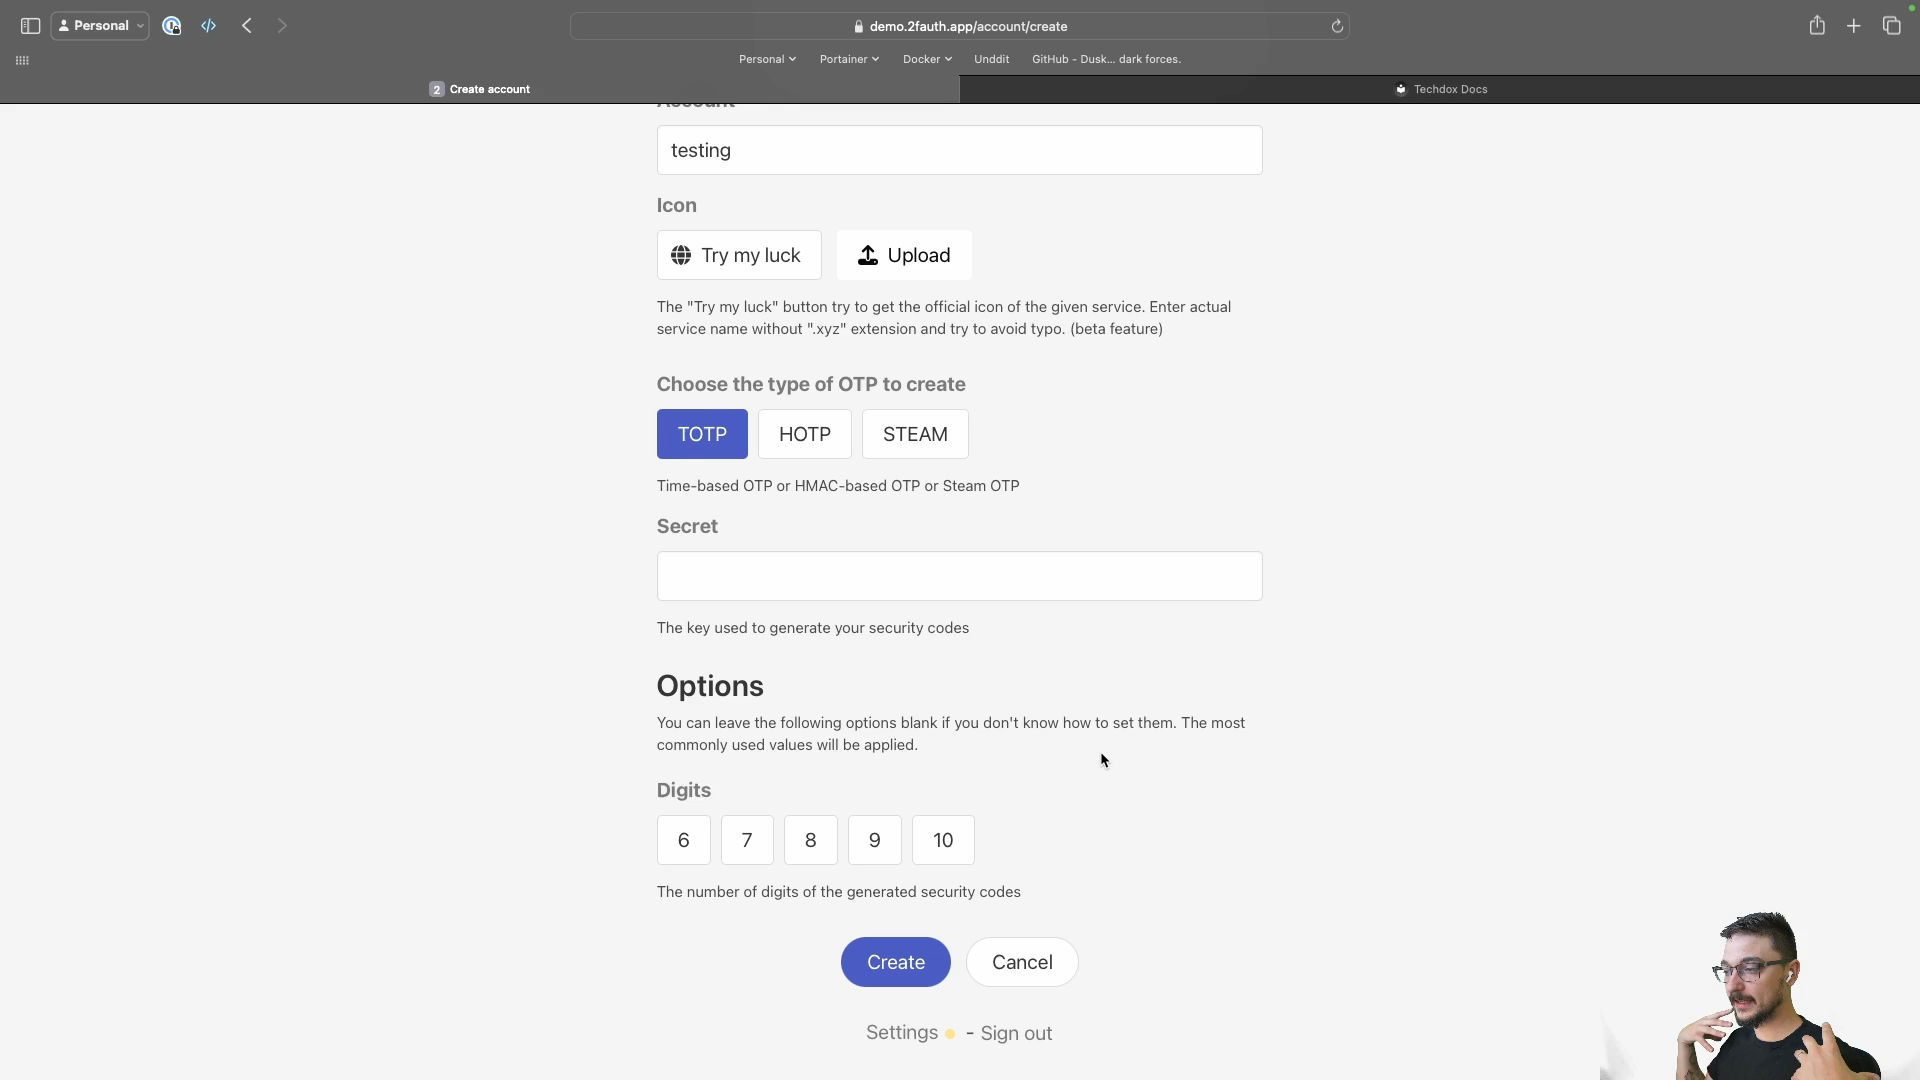 Personal
demo.2fauth.app/account/create
Personal Portainer Docker Unddit GitHub - Dusk... dark forces.
2 Create account
Techdox Docs
Account
testing
Icon
Try my luck Upload
The "Try my luck" button try to get the official icon of the given service. Enter actual
service name without ".xyz" extension and try to avoid typo. (beta feature)
Choose the type of OTP to create
TOTP HOTP STEAM
Time-based OTP or HMAC-based OTP or Steam OTP
Secret
The key used to generate your security codes
Options
You can leave the following options blank if you don't know how to set them. The most
commonly used values will be applied.
Digits
6 7 8 9 10
The number of digits of the generated security codes
Create Cancel
Settings - Sign out